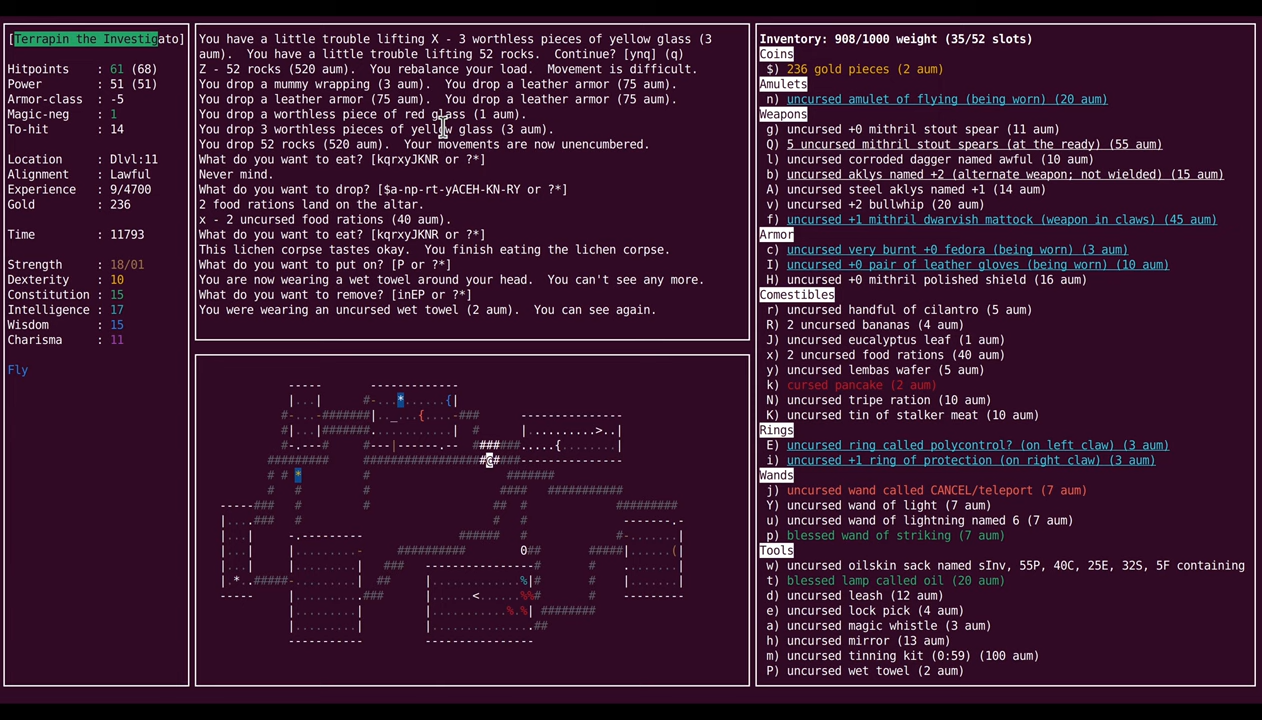 [Terrapin the Investigato]
Hitpoints : 61 (68)
Power : 51 (51)
Armor-class : -5
Magic-neg : 1
To-hit : 14
Location : Dlvl:11
Alignment : Lawful
Experience : 9/4700
Gold : 236
Time : 11793
Strength : 18/01
Dexterity : 10
Constitution : 15
Intelligence : 17
Wisdom : 15
Charisma : 11
Fly
You have a little trouble lifting X - 3 worthless pieces of yellow glass (3
aum). You have a little trouble lifting 52 rocks. Continue? [ynq] (q)
Z - 52 rocks (520 aum). You rebalance your load. Movement is difficult.
You drop a mummy wrapping (3 aum). You drop a leather armor (75 aum).
You drop a leather armor (75 aum). You drop a leather armor (75 aum).
You drop a worthless piece of red glass (1 aum).
You drop 3 worthless pieces of yellow glass (3 aum).
You drop 52 rocks (520 aum). Your movements are now unencumbered.
What do you want to eat? [kqrxyJKNR or ?*]
Never mind.
What do you want to drop? [$a-np-rt-yACEH-KN-RY or ?*]
2 food rations land on the altar.
x - 2 uncursed food rations (40 aum).
What do you want to eat? [kqrxyJKNR or ?*]
This lichen corpse tastes okay. You finish eating the lichen corpse.
What do you want to put on? [P or ?*]
You are now wearing a wet towel around your head. You can't see any more.
What do you want to remove? [inEP or ?*]
You were wearing an uncursed wet towel (2 aum). You can see again.
Inventory: 908/1000 weight (35/52 slots)
Coins
$) 236 gold pieces (2 aum)
Amulets
n) uncursed amulet of flying (being worn) (20 aum)
Weapons
g) uncursed +0 mithril stout spear (11 aum)
Q) 5 uncursed mithril stout spears (at the ready) (55 aum)
l) uncursed corroded dagger named awful (10 aum)
b) uncursed aklys named +2 (alternate weapon; not wielded) (15 aum)
A) uncursed steel aklys named +1 (14 aum)
v) uncursed +2 bullwhip (20 aum)
f) uncursed +1 mithril dwarvish mattock (weapon in claws) (45 aum)
Armor
c) uncursed very burnt +0 fedora (being worn) (3 aum)
I) uncursed +0 pair of leather gloves (being worn) (10 aum)
H) uncursed +0 mithril polished shield (16 aum)
Comestibles
r) uncursed handful of cilantro (5 aum)
R) 2 uncursed bananas (4 aum)
J) uncursed eucalyptus leaf (1 aum)
x) 2 uncursed food rations (40 aum)
y) uncursed lembas wafer (5 aum)
k) cursed pancake (2 aum)
N) uncursed tripe ration (10 aum)
K) uncursed tin of stalker meat (10 aum)
Rings
E) uncursed ring called polycontrol? (on left claw) (3 aum)
i) uncursed +1 ring of protection (on right claw) (3 aum)
Wands
j) uncursed wand called CANCEL/teleport (7 aum)
Y) uncursed wand of light (7 aum)
u) uncursed wand of lightning named 6 (7 aum)
p) blessed wand of striking (7 aum)
Tools
w) uncursed oilskin sack named sInv, 55P, 40C, 25E, 32S, 5F containing
t) blessed lamp called oil (20 aum)
d) uncursed leash (12 aum)
e) uncursed lock pick (4 aum)
a) uncursed magic whistle (3 aum)
h) uncursed mirror (13 aum)
m) uncursed tinning kit (0:59) (100 aum)
P) uncursed wet towel (2 aum)